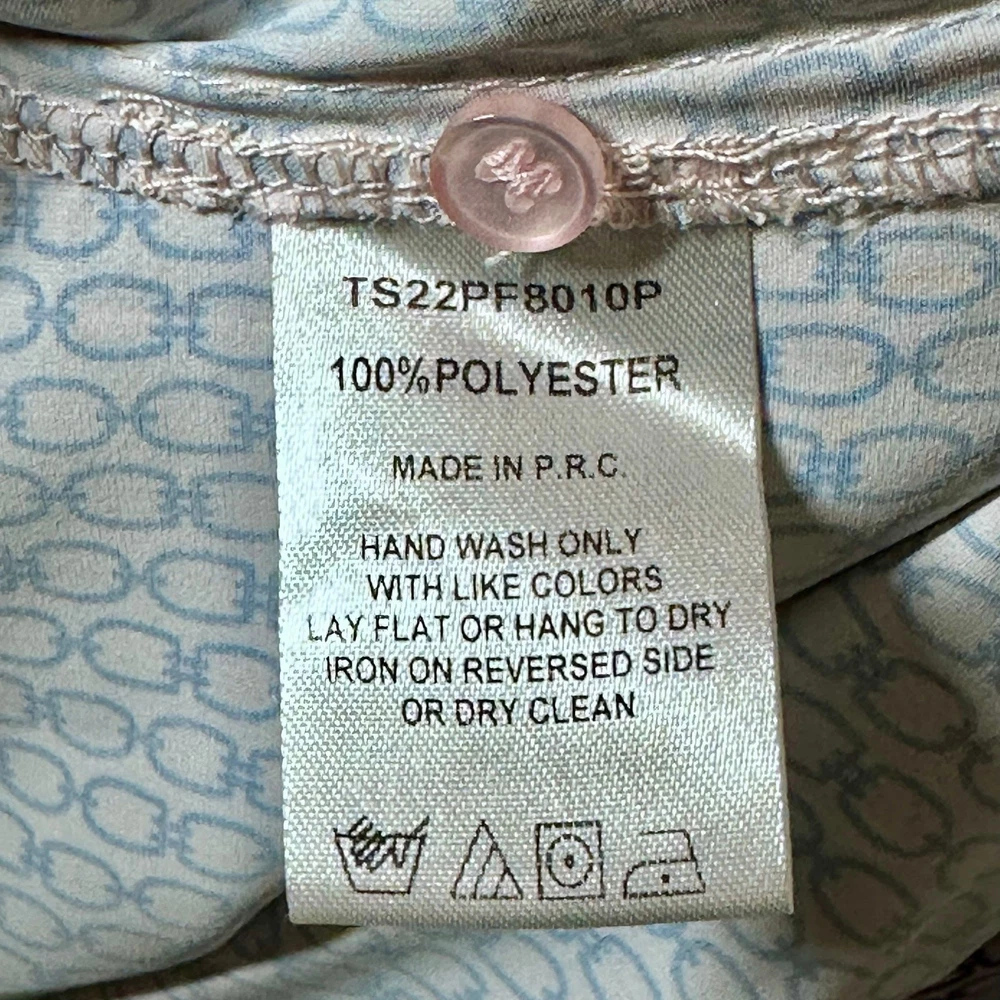 TS22PF8010P
100%POLYESTER
MADE IN P.R.C.
HAND WASH ONLY
WITH LIKE COLORS
LAY FLAT OR HANG TO DRY
IRON ON REVERSED SIDE
OR DRY CLEAN